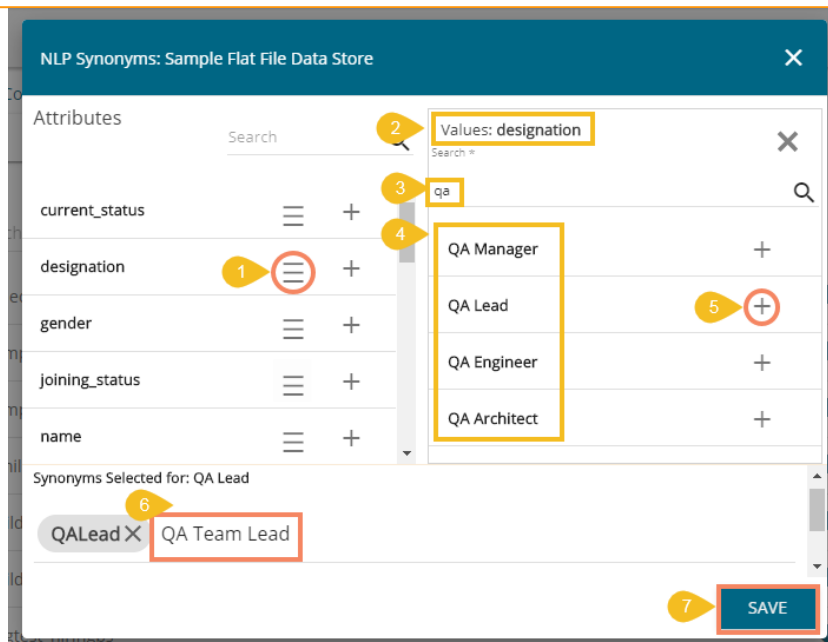 NLP Synonyms: Sample Flat File Data Store
Attributes
Search
2
Values: designation
Search *
3
qa
current_status
4
QA Manager
designation
1
QA Lead
5
gender
QA Engineer
joining_status
QA Architect
name
Synonyms Selected for: QA Lead
6
QALead
QA Team Lead
7
SAVE